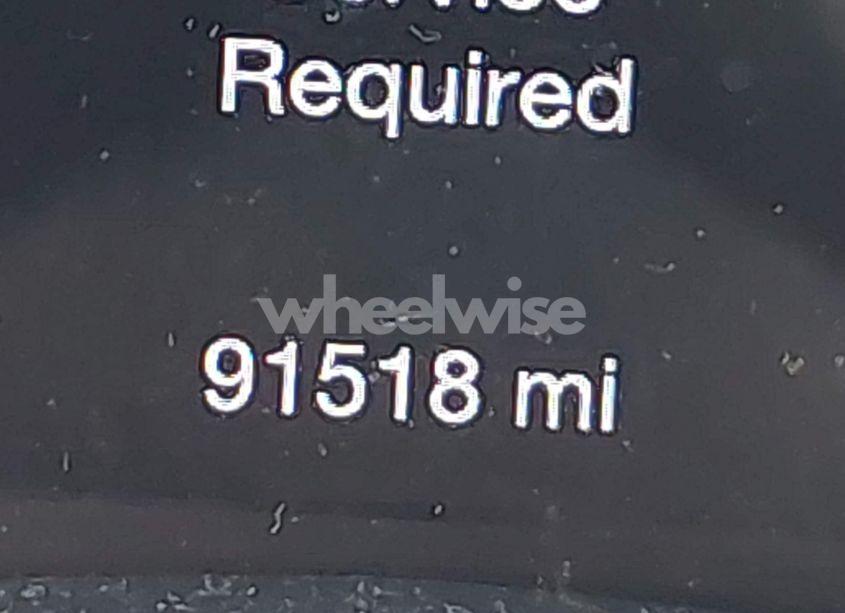 Required
wheelwise
91518 mi